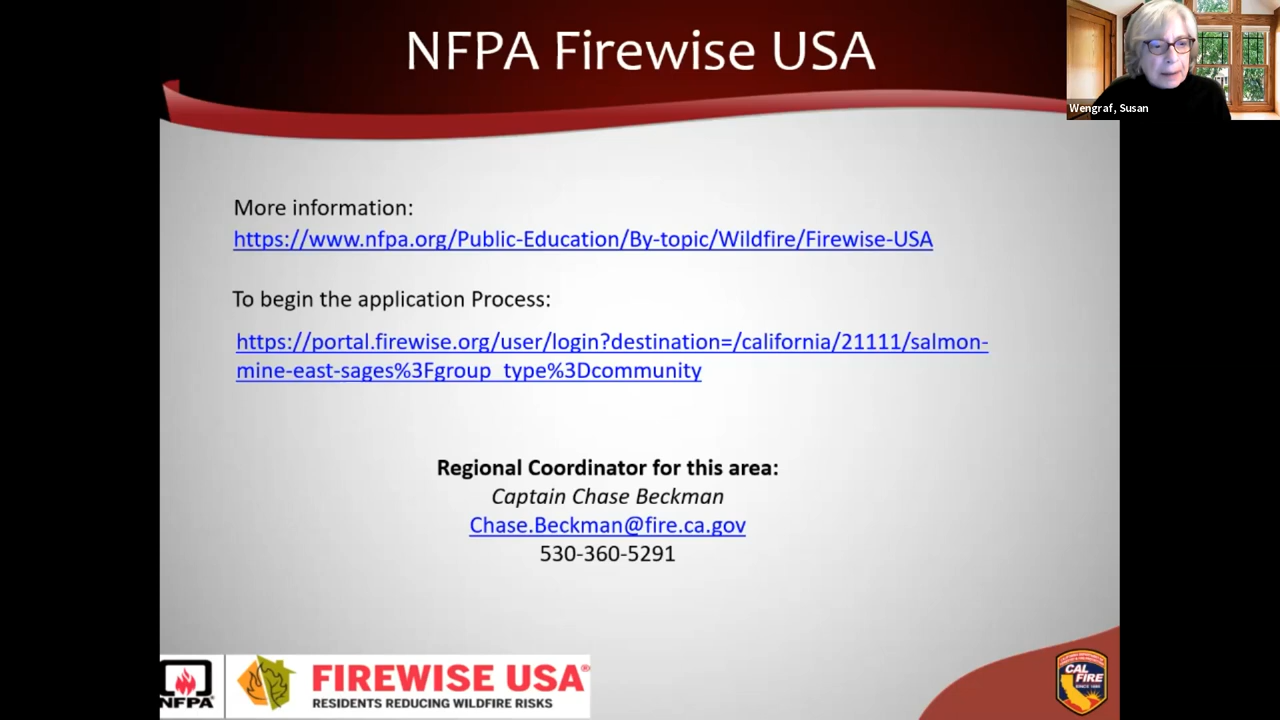 NFPA Firewise USA
Wengraf, Susan
More information:
https://www.nfpa.org/Public-Education/By-topic/Wildfire/Firewise-USA
To begin the application Process:
https://portal.firewise.org/user/login?destination=/california/21111/salmon-
mine-east-sages%3Fgroup_type%3Dcommunity
Regional Coordinator for this area:
Captain Chase Beckman
Chase.Beckman@fire.ca.gov
530-360-5291
NFPA®
FIREWISE USA®
RESIDENTS REDUCING WILDFIRE RISKS
CAL
FIRE